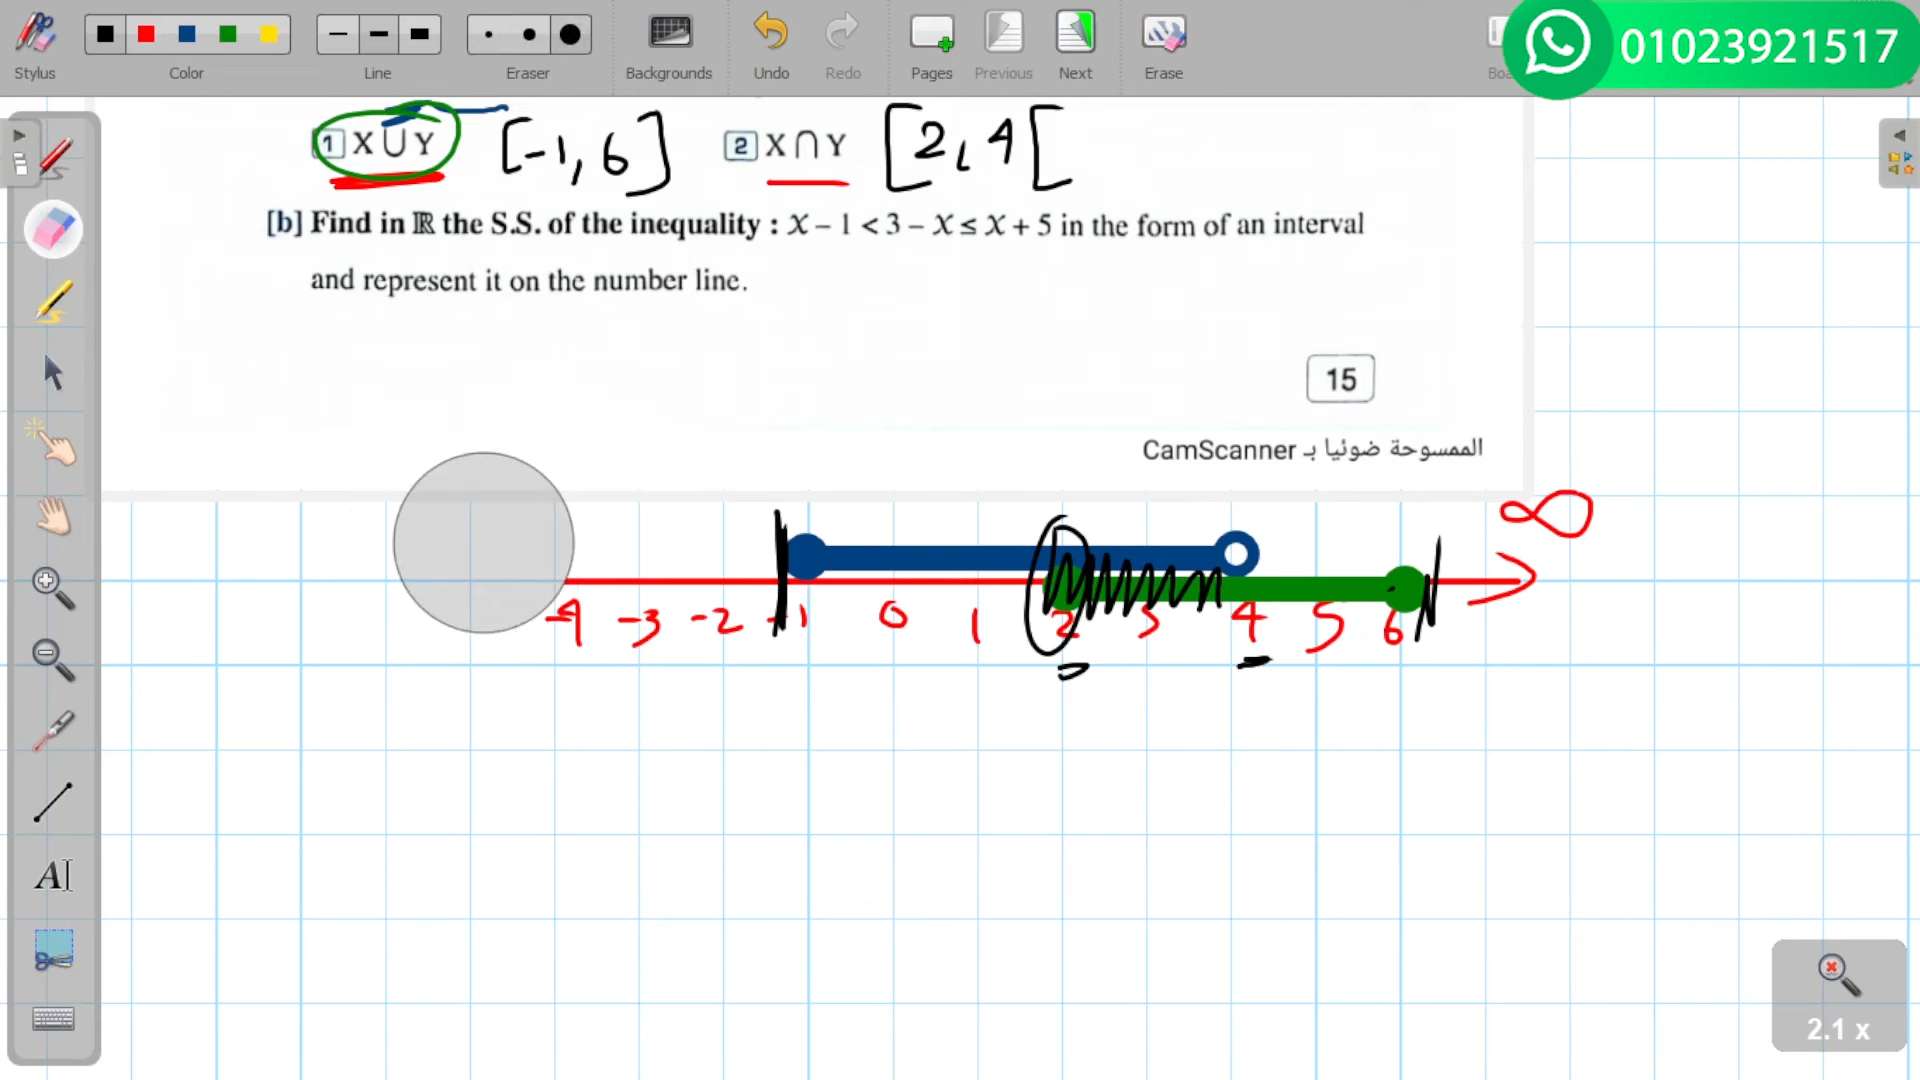 01023921517
Stylus Color Line Eraser Backgrounds Undo Redo Pages Previous Next Erase
1 X ∪ Y [-1, 6] 2 X ∩ Y [2, 4[
[b] Find in ℝ the S.S. of the inequality : X – 1 < 3 – X ≤ X + 5 in the form of an interval
and represent it on the number line.
15
الممسوحة ضوئيا بـ CamScanner
∞
-4 -3 -2 -1 0 1 2 3 4 5 6
2.1 x